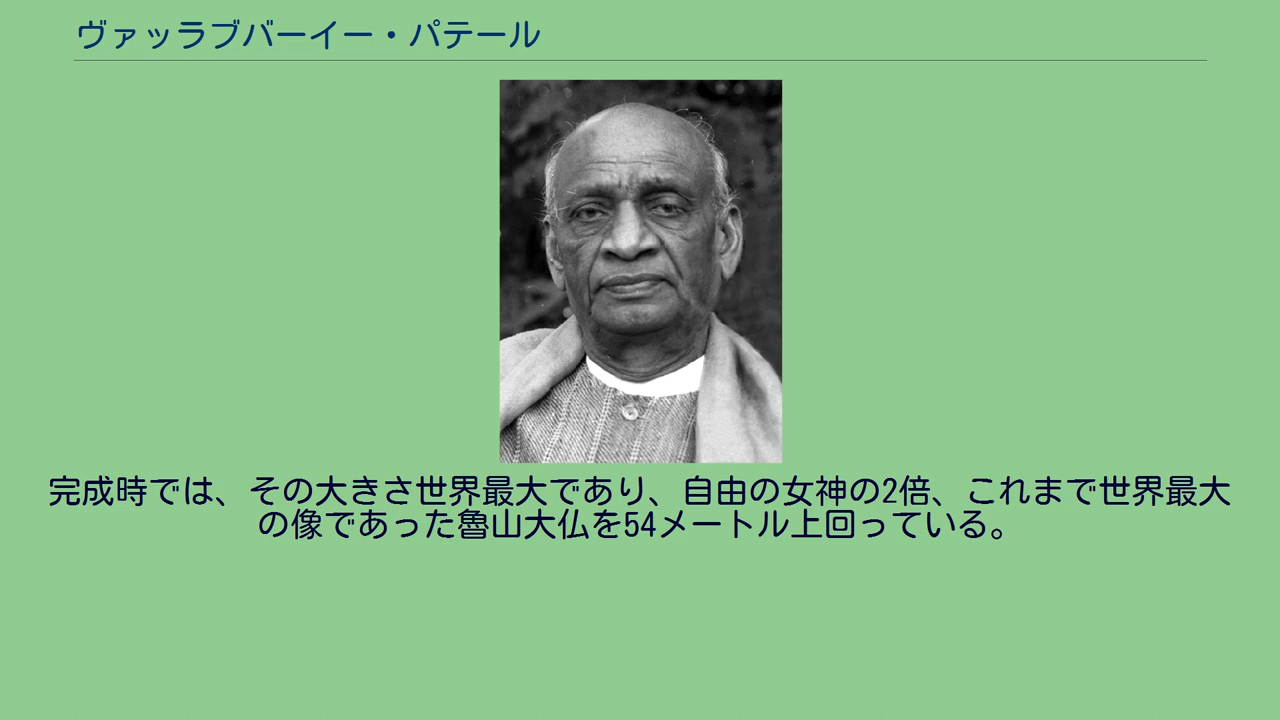 ヴァッラブバーイー・パテール
完成時では、その大きさ世界最大であり、自由の女神の2倍、これまで世界最大
の像であった魯山大仏を54メートル上回っている。